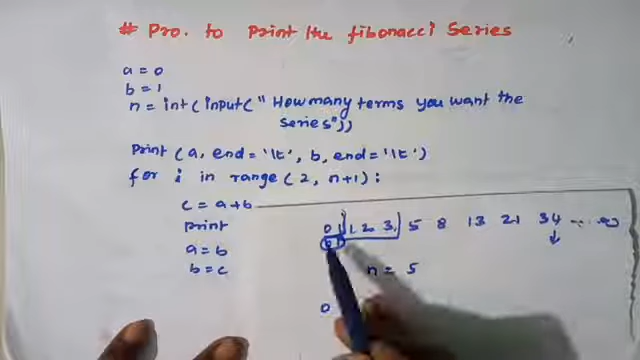 # Pro. to Print the fibonacci Series
a = 0
b = 1
n = int(input(" How many terms you want the
series"))
Print (a, end = '\t', b, end = '\t')
for i in range (2, n+1):
c = a+b
Print
a = b
b = c
0 1 1 2 3 5 8 13 21 34 ...
0 1
n = 5
0